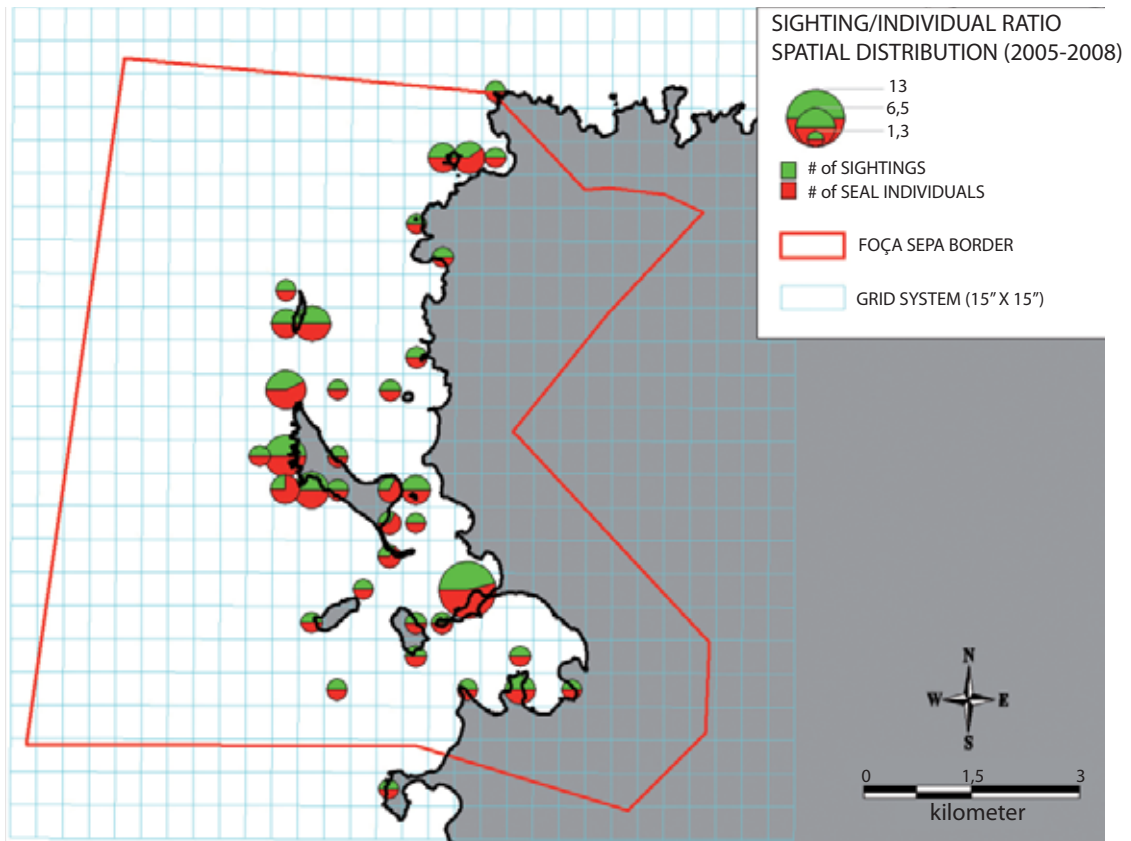 SIGHTING/INDIVIDUAL RATIO
SPATIAL DISTRIBUTION (2005-2008)
13
6,5
1,3
# of SIGHTINGS
# of SEAL INDIVIDUALS
FOÇA SEPA BORDER
GRID SYSTEM (15” X 15”)
N
W E
S
0 1,5 3
kilometer